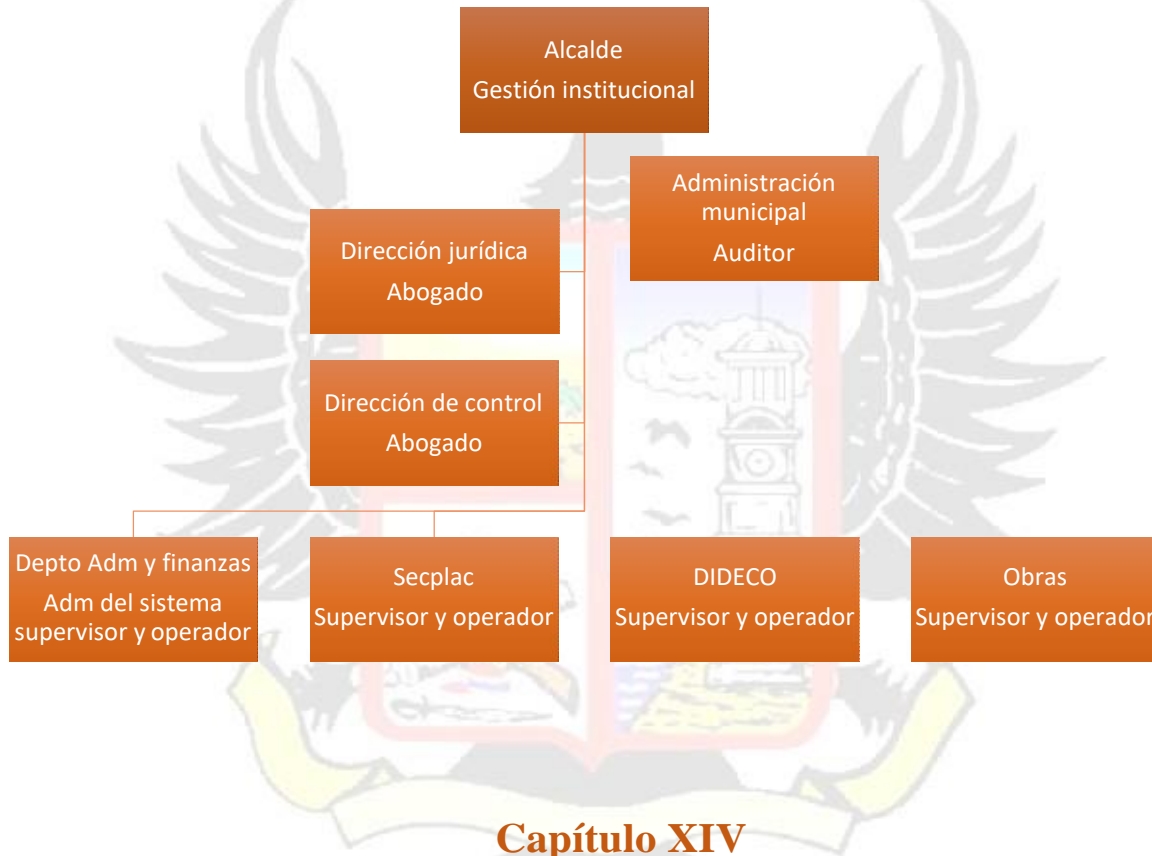 Alcalde
Gestión institucional
Administración
municipal
Auditor
Dirección jurídica
Abogado
Dirección de control
Abogado
Depto Adm y finanzas
Adm del sistema
supervisor y operador
Secplac
Supervisor y operador
DIDECO
Supervisor y operador
Obras
Supervisor y operador
Capítulo XIV